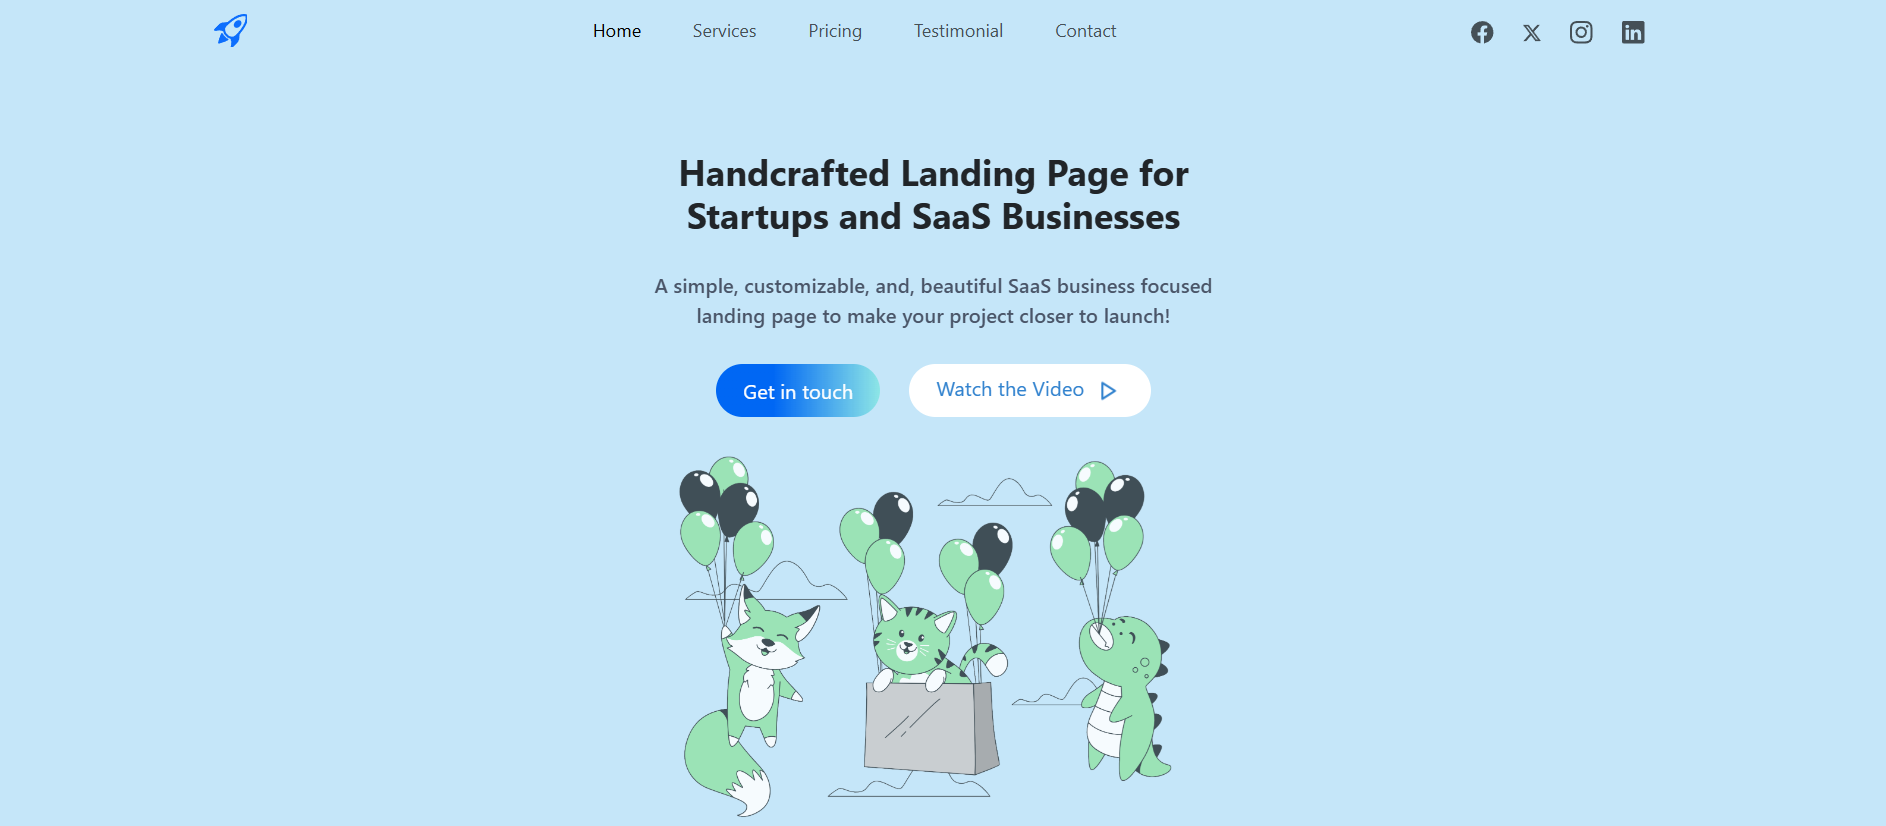 Home Services Pricing Testimonial Contact
Handcrafted Landing Page for
Startups and SaaS Businesses
A simple, customizable, and, beautiful SaaS business focused
landing page to make your project closer to launch!
Get in touch Watch the Video